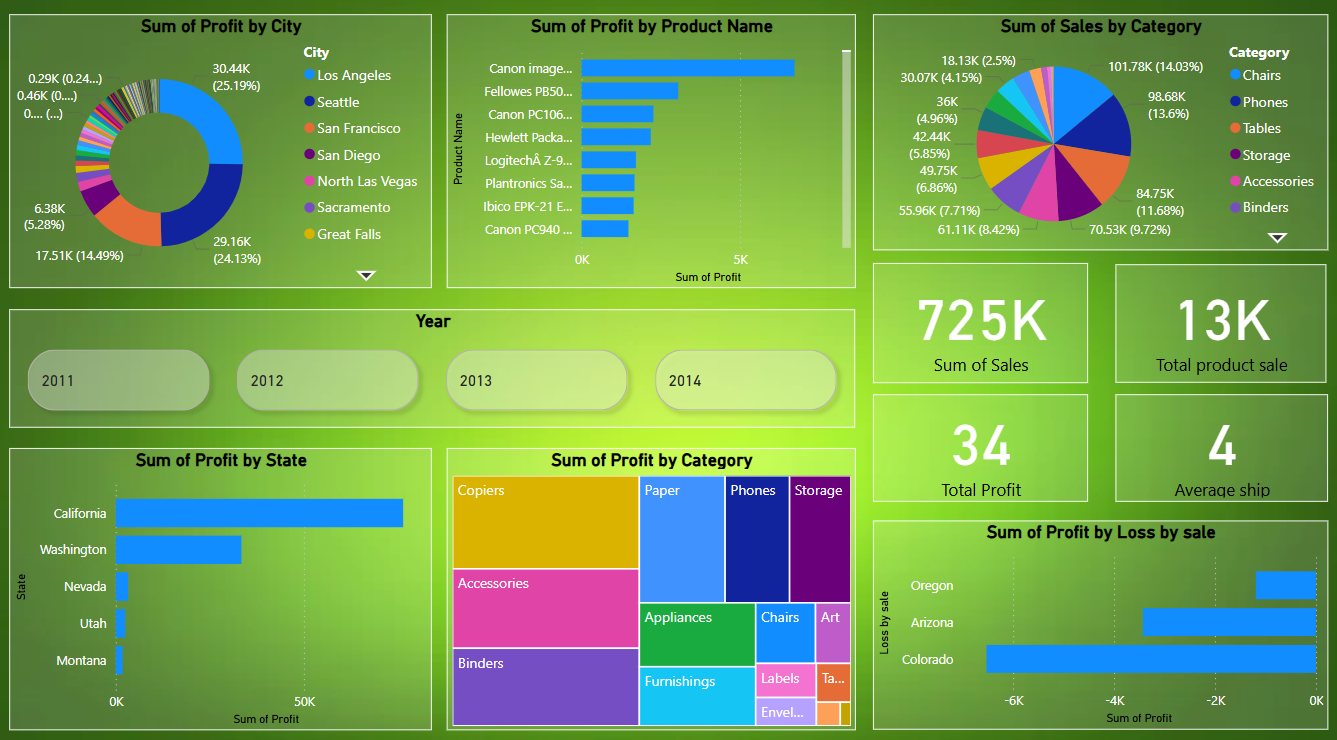 Sum of Profit by City
30.44K
(25.19%)
0.29K (0.24...)
0.46K (0....)
0.... (...)
6.38K
(5.28%)
17.51K (14.49%)
29.16K
(24.13%)
City
Los Angeles
Seattle
San Francisco
San Diego
North Las Vegas
Sacramento
Great Falls
Sum of Profit by Product Name
Product Name
Canon image...
Fellowes PB50...
Canon PC106...
Hewlett Packa...
LogitechÂ Z-9...
Plantronics Sa...
Ibico EPK-21 E...
Canon PC940 ...
0K
5K
Sum of Profit
Sum of Sales by Category
18.13K (2.5%)
30.07K (4.15%)
36K
(4.96%)
42.44K
(5.85%)
49.75K
(6.86%)
55.96K (7.71%)
61.11K (8.42%)
101.78K (14.03%)
98.68K
(13.6%)
84.75K
(11.68%)
70.53K (9.72%)
Category
Chairs
Phones
Tables
Storage
Accessories
Binders
Year
2011
2012
2013
2014
725K
Sum of Sales
13K
Total product sale
34
Total Profit
4
Average ship
Sum of Profit by State
State
California
Washington
Nevada
Utah
Montana
0K
50K
Sum of Profit
Sum of Profit by Category
Copiers
Accessories
Binders
Paper
Phones
Storage
Appliances
Furnishings
Chairs
Art
Labels
Envel...
Ta...
Sum of Profit by Loss by sale
Loss by sale
Oregon
Arizona
Colorado
-6K
-4K
-2K
0K
Sum of Profit